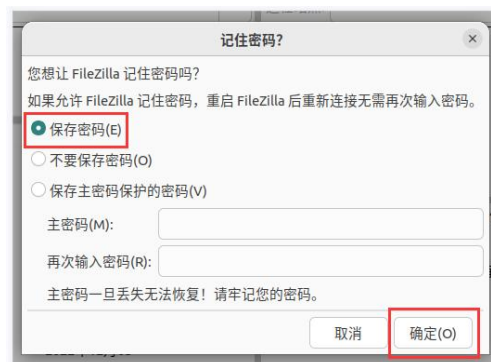 记住密码?
您想让 FileZilla 记住密码吗?
如果允许 FileZilla 记住密码，重启 FileZilla 后重新连接无需再次输入密码。
保存密码(E)
不要保存密码(O)
保存主密码保护的密码(V)
主密码(M):
再次输入密码(R):
主密码一旦丢失无法恢复！请牢记您的密码。
取消
确定(O)